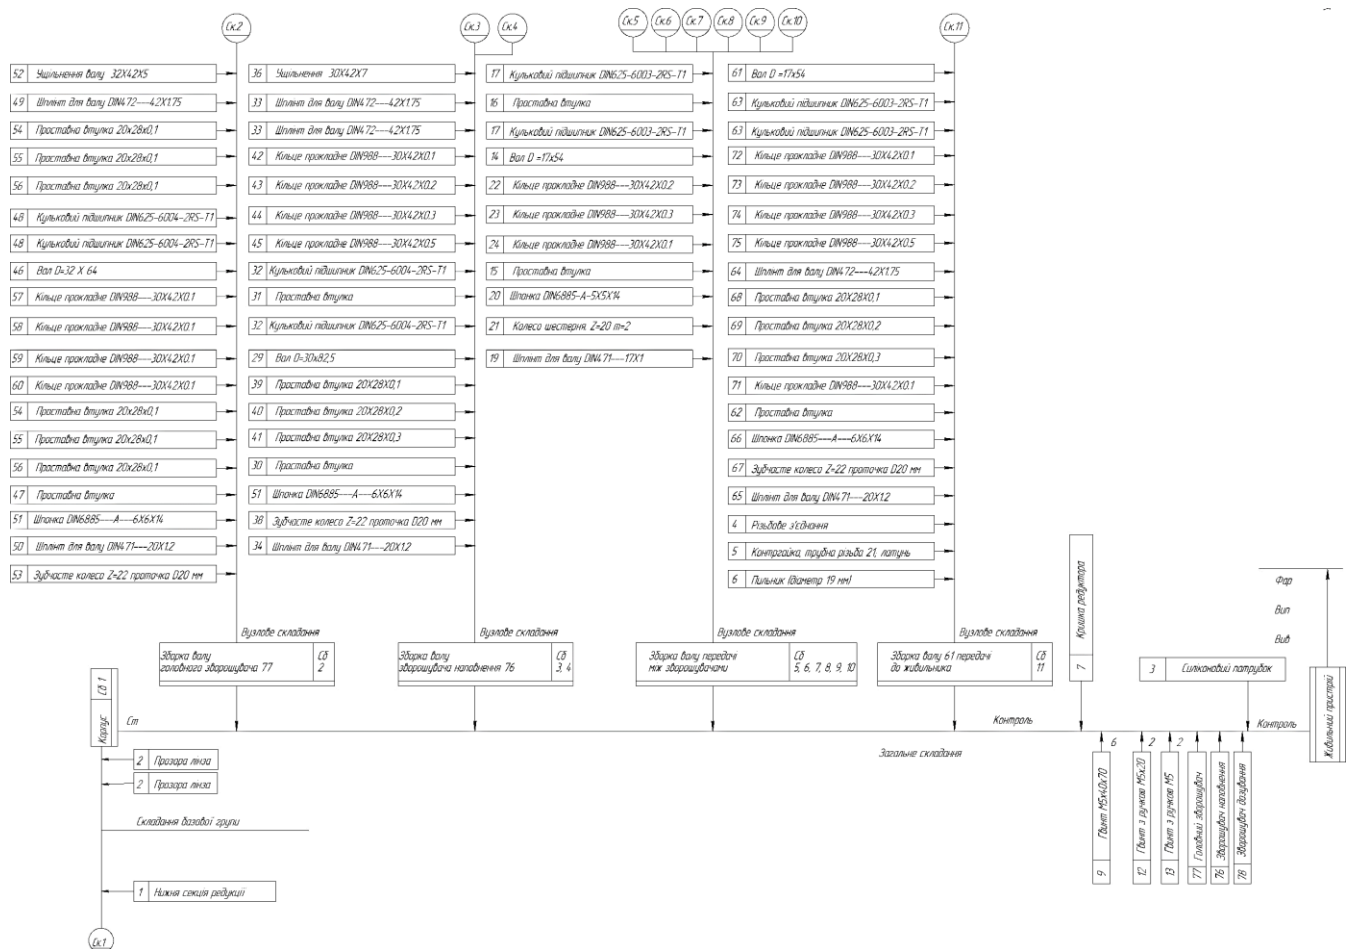 Ск.2
52 Ущільнення валу 32X42X5
49 Шплінт для валу DIN472---42X1.75
54 Проставна втулка 20x28x0,1
55 Проставна втулка 20x28x0,1
56 Проставна втулка 20x28x0,1
48 Кульковий підшипник DIN625-6004-2RS-T1
48 Кульковий підшипник DIN625-6004-2RS-T1
46 Вал D=32 X 64
57 Кільце прокладне DIN988---30X42X0.1
58 Кільце прокладне DIN988---30X42X0.1
59 Кільце прокладне DIN988---30X42X0.1
60 Кільце прокладне DIN988---30X42X0.1
54 Проставна втулка 20x28x0,1
55 Проставна втулка 20x28x0,1
56 Проставна втулка 20x28x0,1
47 Проставна втулка
51 Шпонка DIN6885---A---6X6X14
50 Шплінт для валу DIN471---20X1.2
53 Зубчасте колесо Z=22 проточка D20 мм
Вузлове складання
Зборка валу
головного зворошувача 77
Сб
2
Ск.3
Ск.4
36 Ущільнення 30X42X7
33 Шплінт для валу DIN472---42X1.75
33 Шплінт для валу DIN472---42X1.75
42 Кільце прокладне DIN988---30X42X0.1
43 Кільце прокладне DIN988---30X42X0.2
44 Кільце прокладне DIN988---30X42X0.3
45 Кільце прокладне DIN988---30X42X0.5
32 Кульковий підшипник DIN625-6004-2RS-T1
31 Проставна втулка
32 Кульковий підшипник DIN625-6004-2RS-T1
29 Вал D=30x82,5
39 Проставна втулка 20X28X0,1
40 Проставна втулка 20X28X0,2
41 Проставна втулка 20X28X0,3
30 Проставна втулка
51 Шпонка DIN6885---A---6X6X14
38 Зубчасте колесо Z=22 проточка D20 мм
34 Шплінт для валу DIN471---20X1.2
Вузлове складання
Зборка валу
зворошувача наповнення 76
Сб
3, 4
Ск.5
Ск.6
Ск.7
Ск.8
Ск.9
Ск.10
17 Кульковий підшипник DIN625-6003-2RS-T1
16 Проставна втулка
17 Кульковий підшипник DIN625-6003-2RS-T1
14 Вал D =17x54
22 Кільце прокладне DIN988---30X42X0.2
23 Кільце прокладне DIN988---30X42X0.3
24 Кільце прокладне DIN988---30X42X0.1
15 Проставна втулка
20 Шпонка DIN6885-A-5X5X14
21 Колесо шестерня. Z=20 m=2
19 Шплінт для валу DIN471---17X1
Вузлове складання
Зборка валу передачі
між зворошувачами
Сб
5, 6, 7, 8, 9, 10
Ск.11
61 Вал D =17x54
63 Кульковий підшипник DIN625-6003-2RS-T1
63 Кульковий підшипник DIN625-6003-2RS-T1
72 Кільце прокладне DIN988---30X42X0.1
73 Кільце прокладне DIN988---30X42X0.2
74 Кільце прокладне DIN988---30X42X0.3
75 Кільце прокладне DIN988---30X42X0.5
64 Шплінт для валу DIN472---42X1.75
68 Проставна втулка 20X28X0,1
69 Проставна втулка 20X28X0,2
70 Проставна втулка 20X28X0,3
71 Кільце прокладне DIN988---30X42X0.1
62 Проставна втулка
66 Шпонка DIN6885---A---6X6X14
67 Зубчасте колесо Z=22 проточка D20 мм
65 Шплінт для валу DIN471---20X1.2
4 Різьбове з'єднання
5 Контргайка, трубна різьба 21, латунь
6 Пильник (діаметр 19 мм)
Вузлове складання
Зборка валу 61 передачі
до живильника
Сб
11
7 Кришка редуктора
3 Силіконовий патрубок
Фар
Вип
Вив
Живильний пристрій
Корпус Сб 1
Ст
Контроль
Контроль
Загальне складання
2 Прозора лінза
2 Прозора лінза
Складання базової групи
1 Нижня секція редукції
Ск.1
6
2
2
9 Гвинт M5x40x70
12 Гвинт з ручкою M5x20
13 Гвинт з ручкою M5
77 Головний зворошувач
76 Зворошувач наповнення
78 Зворошувач дозування